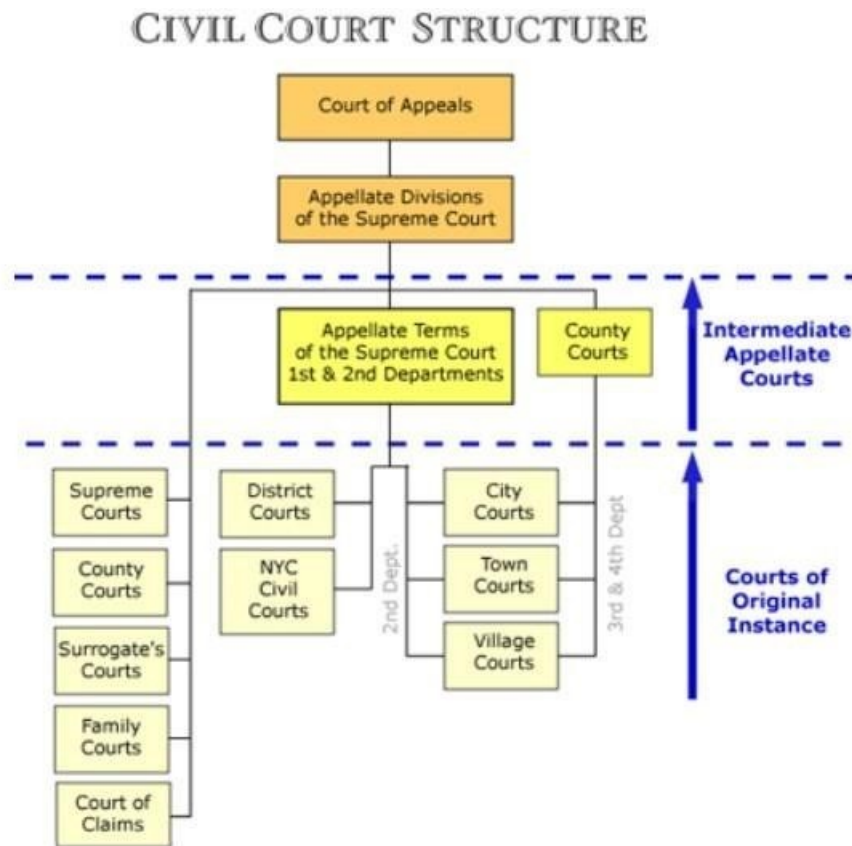 CIVIL COURT STRUCTURE
Court of Appeals
Appellate Divisions
of the Supreme Court
Appellate Terms
of the Supreme Court
1st & 2nd Departments
County
Courts
Intermediate
Appellate
Courts
Supreme
Courts
County
Courts
Surrogate's
Courts
Family
Courts
Court of
Claims
District
Courts
NYC
Civil
Courts
2nd Dept.
City
Courts
Town
Courts
Village
Courts
3rd & 4th Dept
Courts of
Original
Instance